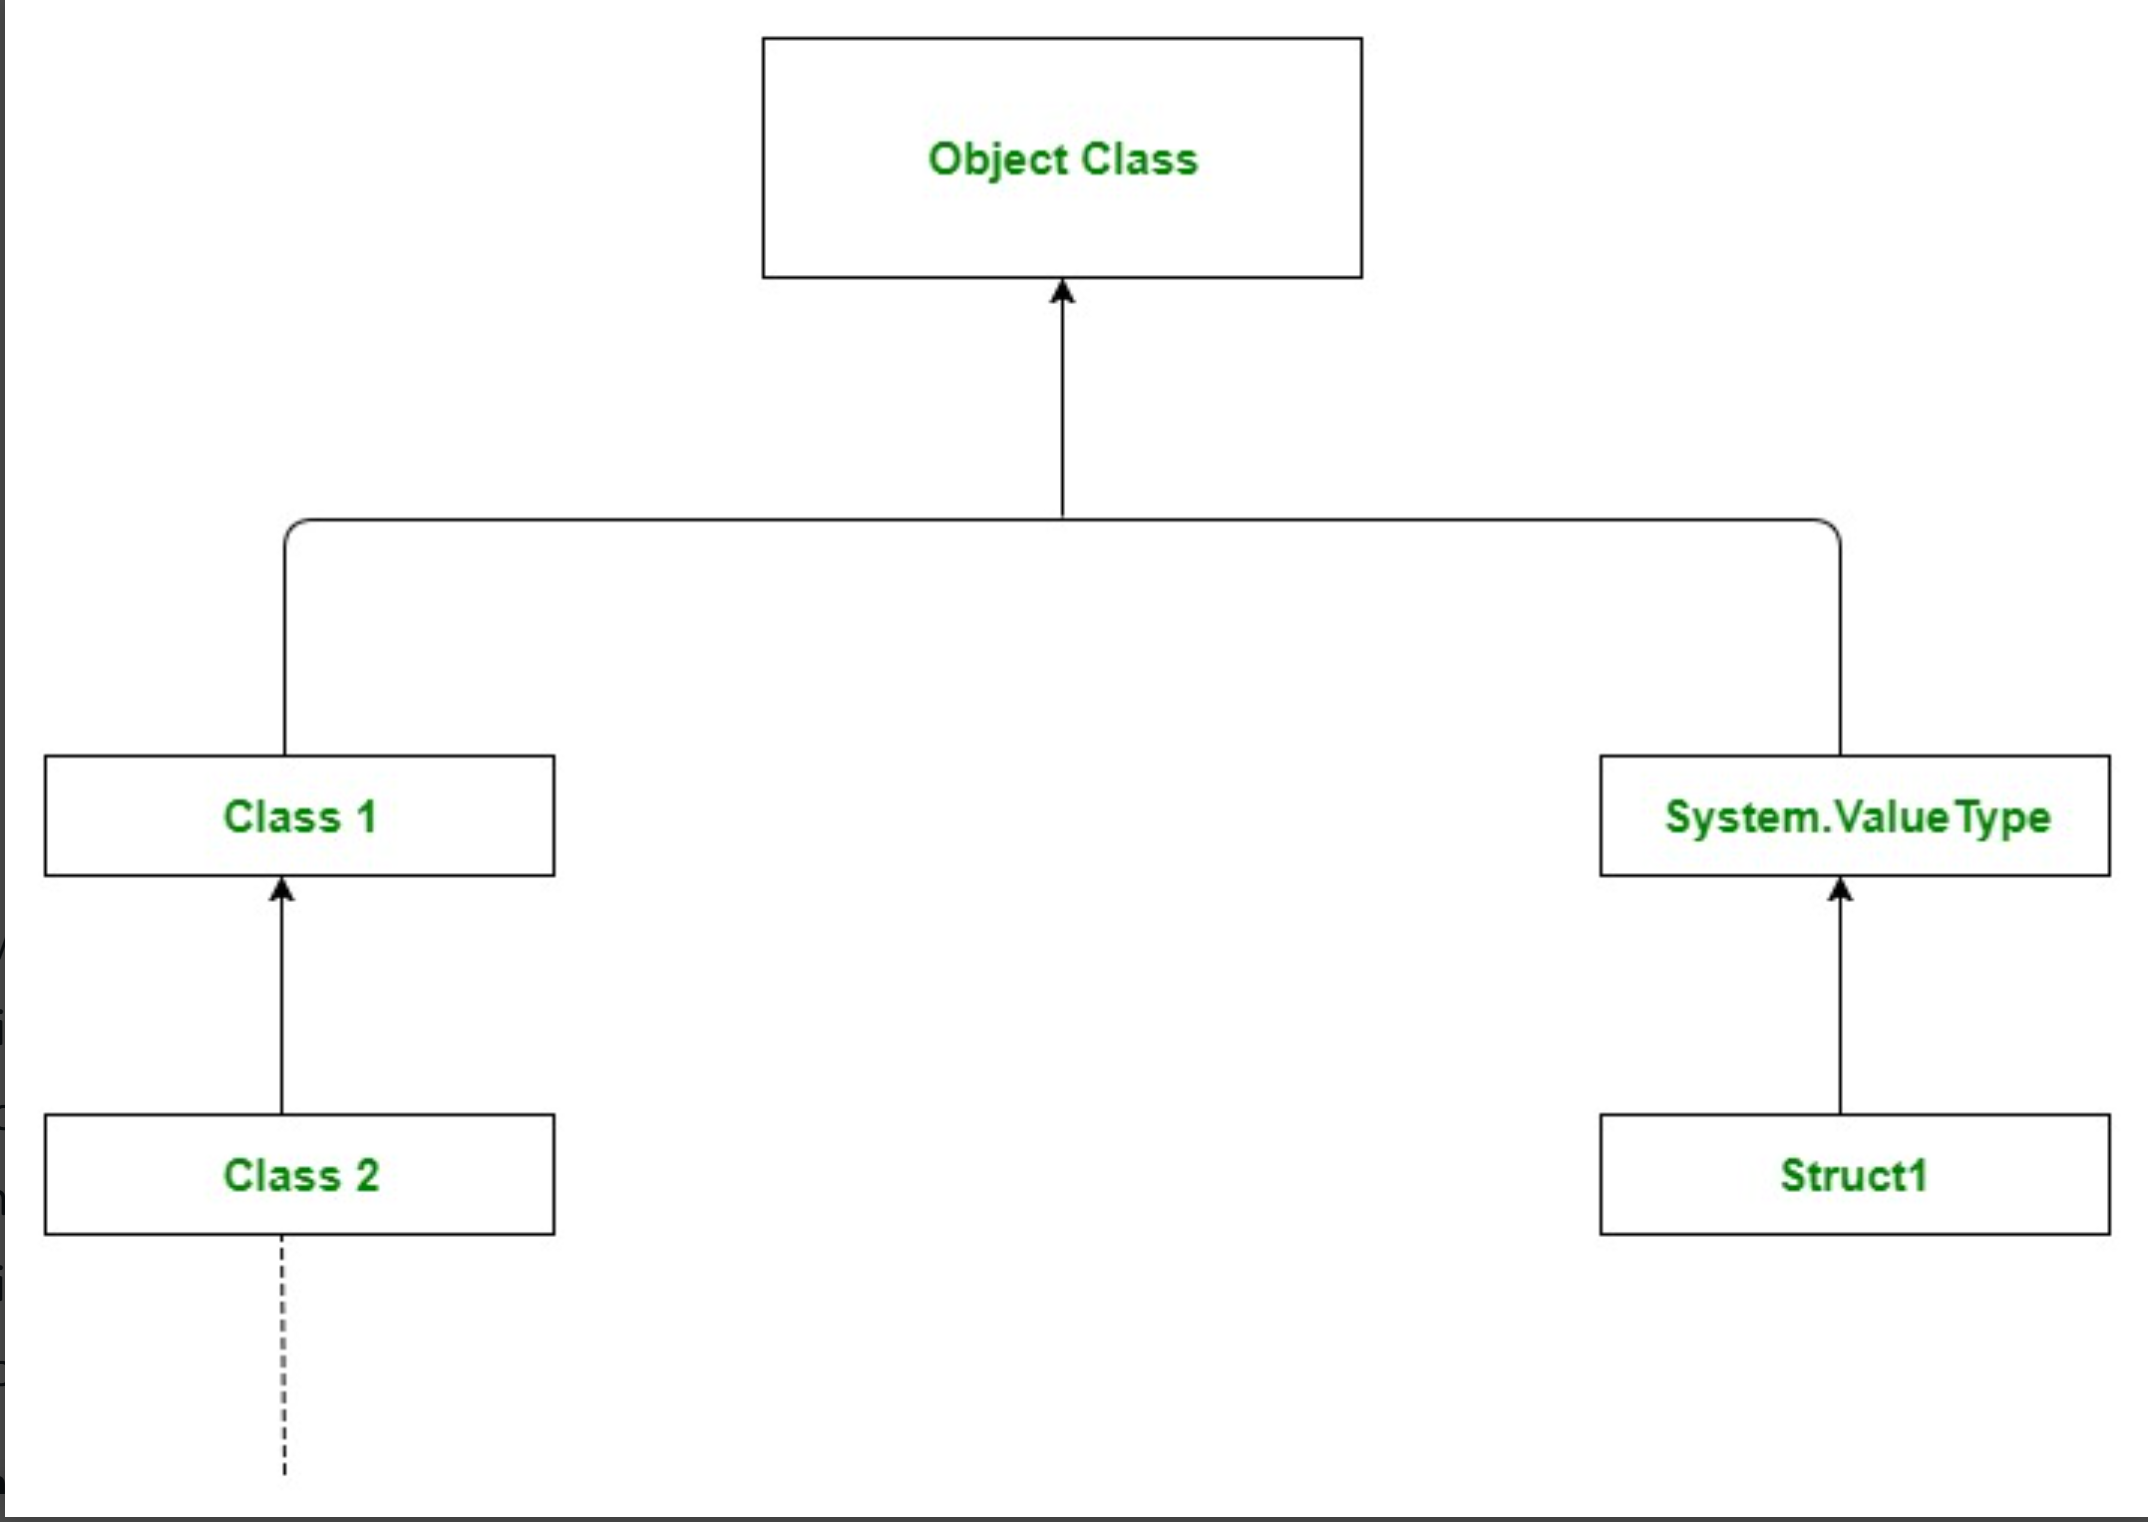 Object Class
Class 1
System.ValueType
Class 2
Struct1